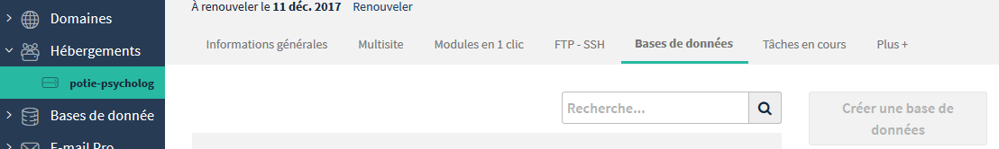 À renouveler le 11 déc. 2017 Renouveler
Domaines
Hébergements
potie-psycholog
Bases de donnée
E-mail Pro
Informations générales Multisite Modules en 1 clic FTP - SSH Bases de données Tâches en cours Plus +
Recherche...
Créer une base de
données